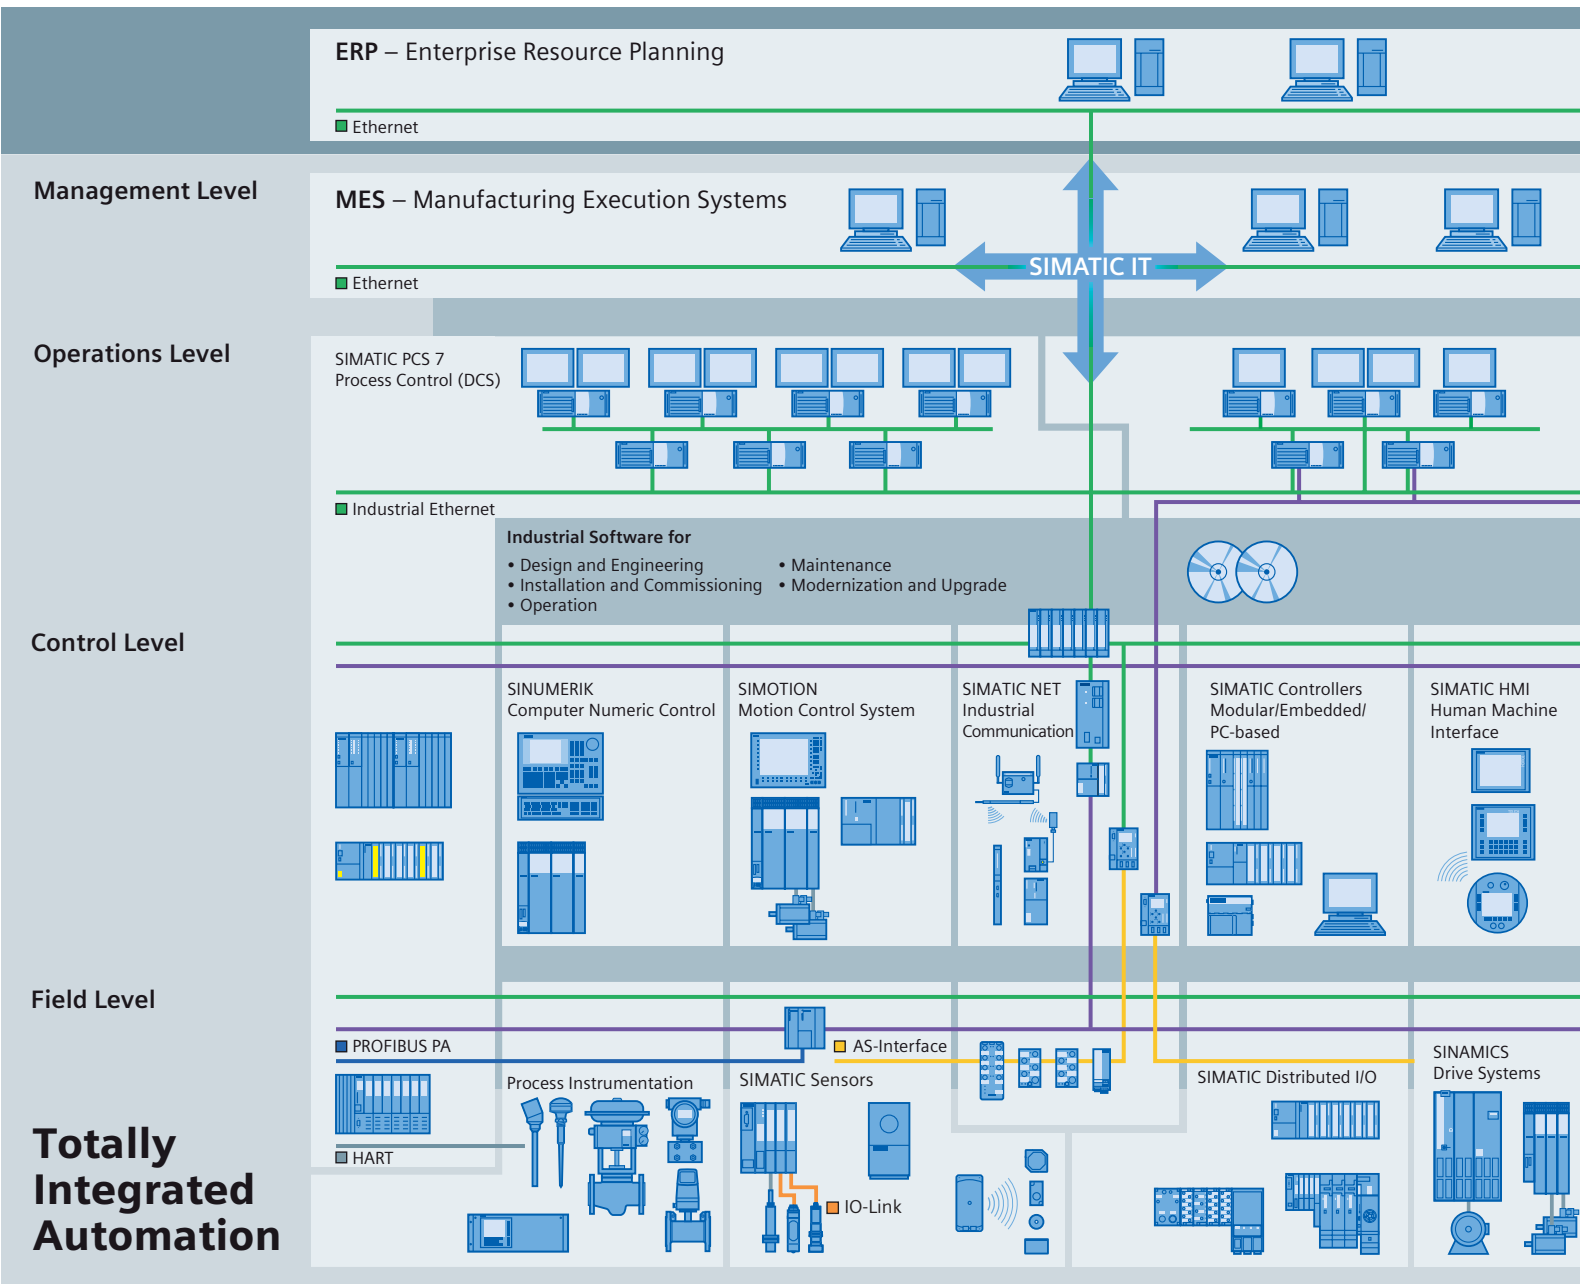 ERP – Enterprise Resource Planning
Ethernet
Management Level
MES – Manufacturing Execution Systems
SIMATIC IT
Ethernet
Operations Level
SIMATIC PCS 7
Process Control (DCS)
Industrial Ethernet
Industrial Software for
• Design and Engineering
• Installation and Commissioning
• Operation
• Maintenance
• Modernization and Upgrade
Control Level
SINUMERIK
Computer Numeric Control
SIMOTION
Motion Control System
SIMATIC NET
Industrial
Communication
SIMATIC Controllers
Modular/Embedded/
PC-based
SIMATIC HMI
Human Machine
Interface
Field Level
PROFIBUS PA
AS-Interface
Process Instrumentation
SIMATIC Sensors
SIMATIC Distributed I/O
SINAMICS
Drive Systems
HART
IO-Link
Totally
Integrated
Automation